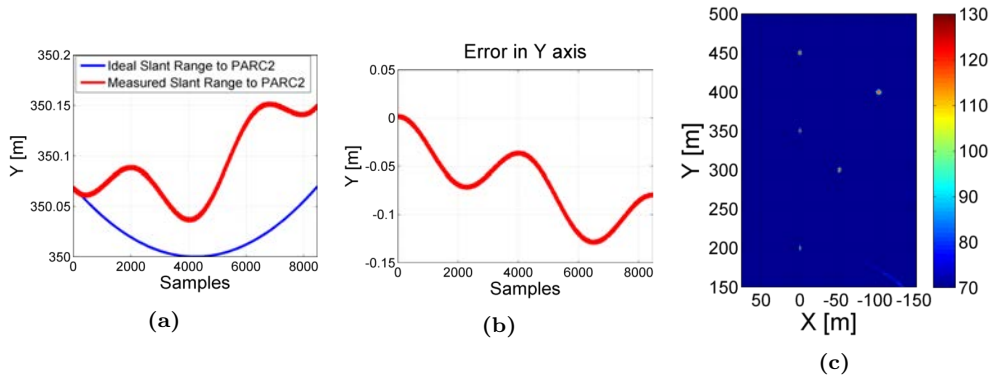 350.2
350.15
350.1
350.05
350
Y [m]
Ideal Slant Range to PARC2
Measured Slant Range to PARC2
0 2000 4000 6000 8000
Samples
(a)
Error in Y axis
0.05
0
-0.05
-0.1
-0.15
Y [m]
0 2000 4000 6000 8000
Samples
(b)
500
450
400
350
300
250
200
150
Y [m]
50 0 -50 -100 -150
X [m]
130
120
110
100
90
80
70
(c)